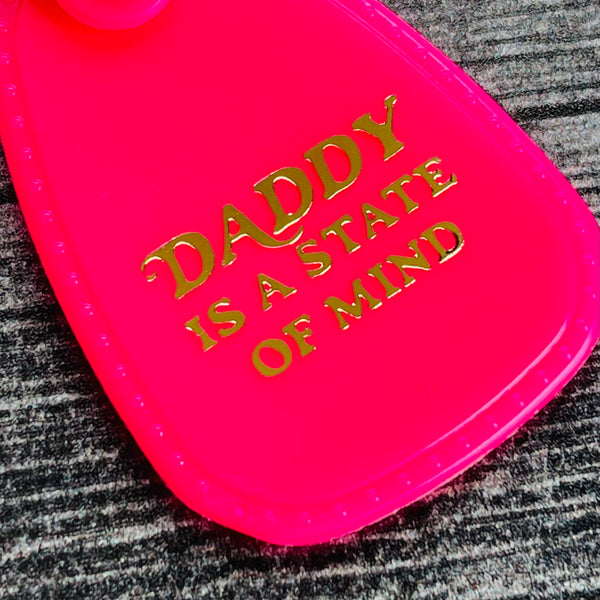 DADDY
IS A STATE
OF MIND